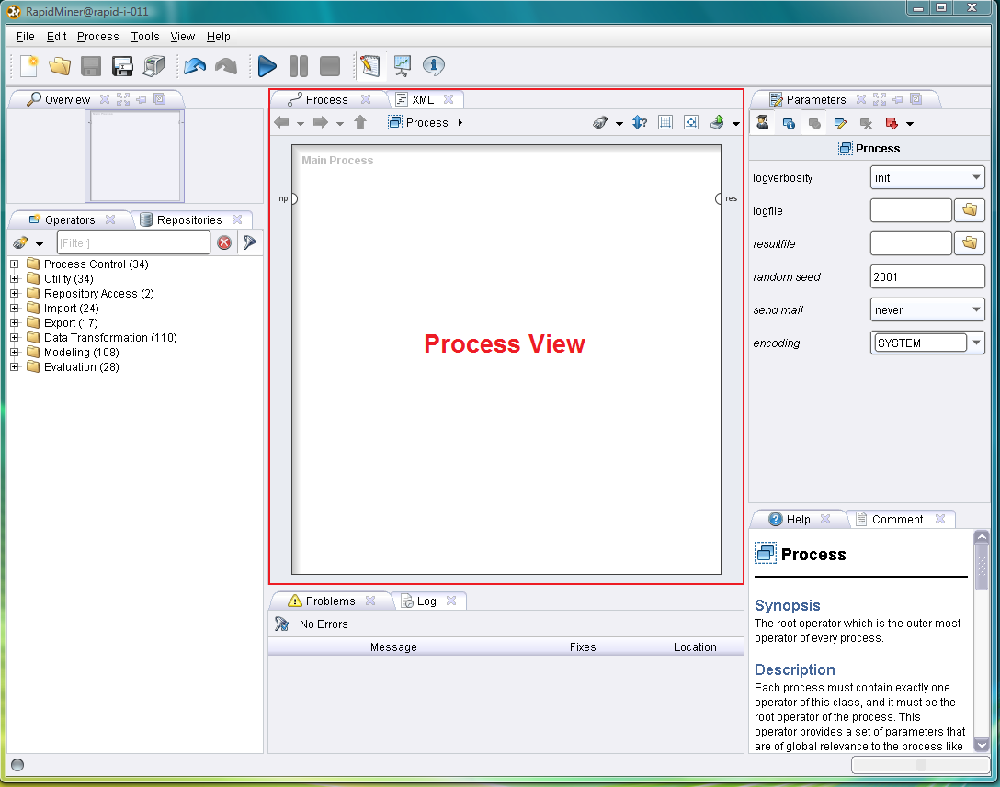 RapidMiner@rapid-i-011
File Edit Process Tools View Help
Overview
Operators Repositories
[Filter]
Process Control (34)
Utility (34)
Repository Access (2)
Import (24)
Export (17)
Data Transformation (110)
Modeling (108)
Evaluation (28)
Process XML
Process
Main Process
inp
res
Process View
Problems Log
No Errors
Message Fixes Location
Parameters
Process
logverbosity init
logfile
resultfile
random seed 2001
send mail never
encoding SYSTEM
Help Comment
Process
Synopsis
The root operator which is the outer most
operator of every process.
Description
Each process must contain exactly one
operator of this class, and it must be the
root operator of the process. This
operator provides a set of parameters that
are of global relevance to the process like